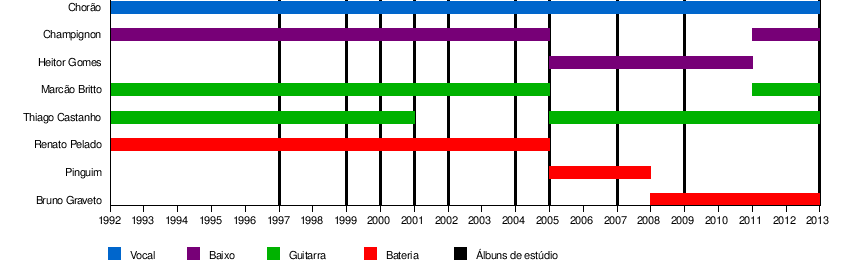 Chorão
Champignon
Heitor Gomes
Marcão Britto
Thiago Castanho
Renato Pelado
Pinguim
Bruno Graveto
1992 1993 1994 1995 1996 1997 1998 1999 2000 2001 2002 2003 2004 2005 2006 2007 2008 2009 2010 2011 2012 2013
Vocal Baixo Guitarra Bateria Álbuns de estúdio